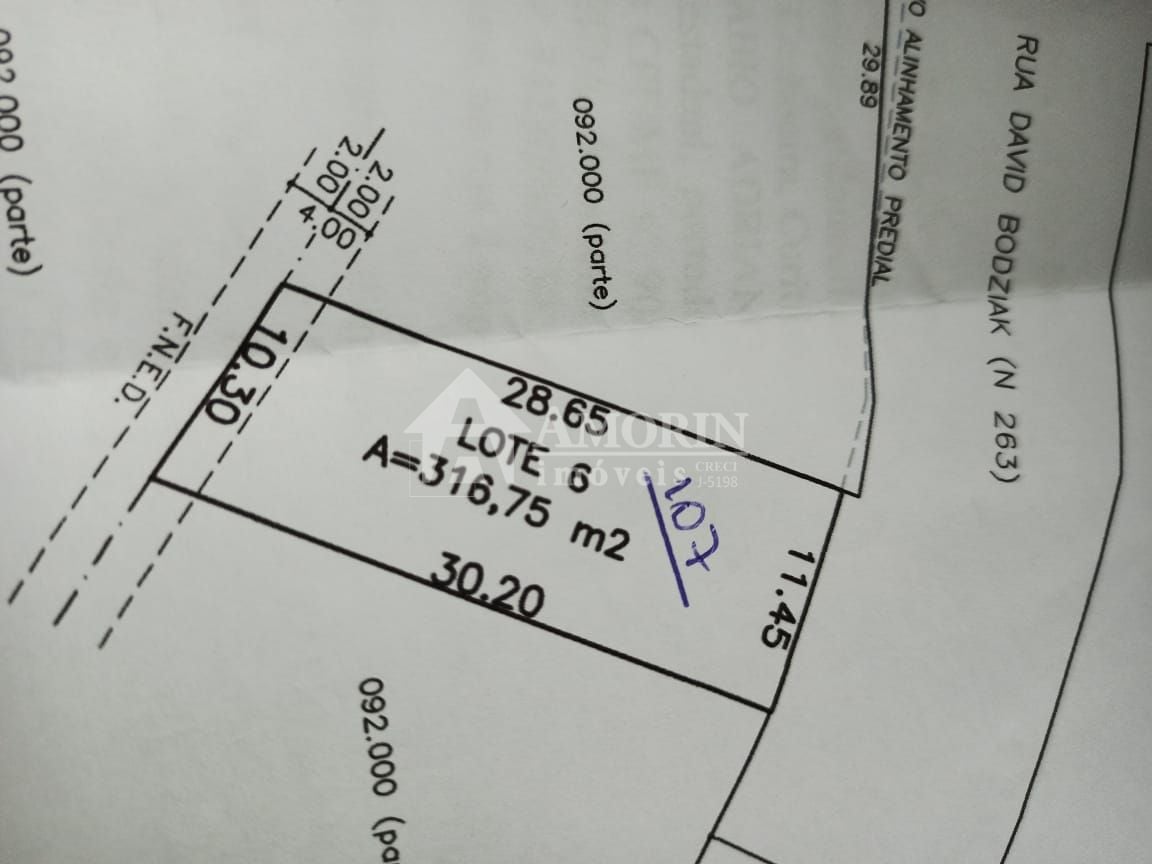 RUA DAVID BODZIAK (N 263)
ALINHAMENTO PREDIAL
29.89
092.000 (parte)
092.000 (parte)
2.00
2.00
4.00
F.N.E.D.
10.30
28.65
LOTE 6
A=316,75 m2
107
11.45
30.20
092.000
AMORIN
imóveis
CRECI
J-5198